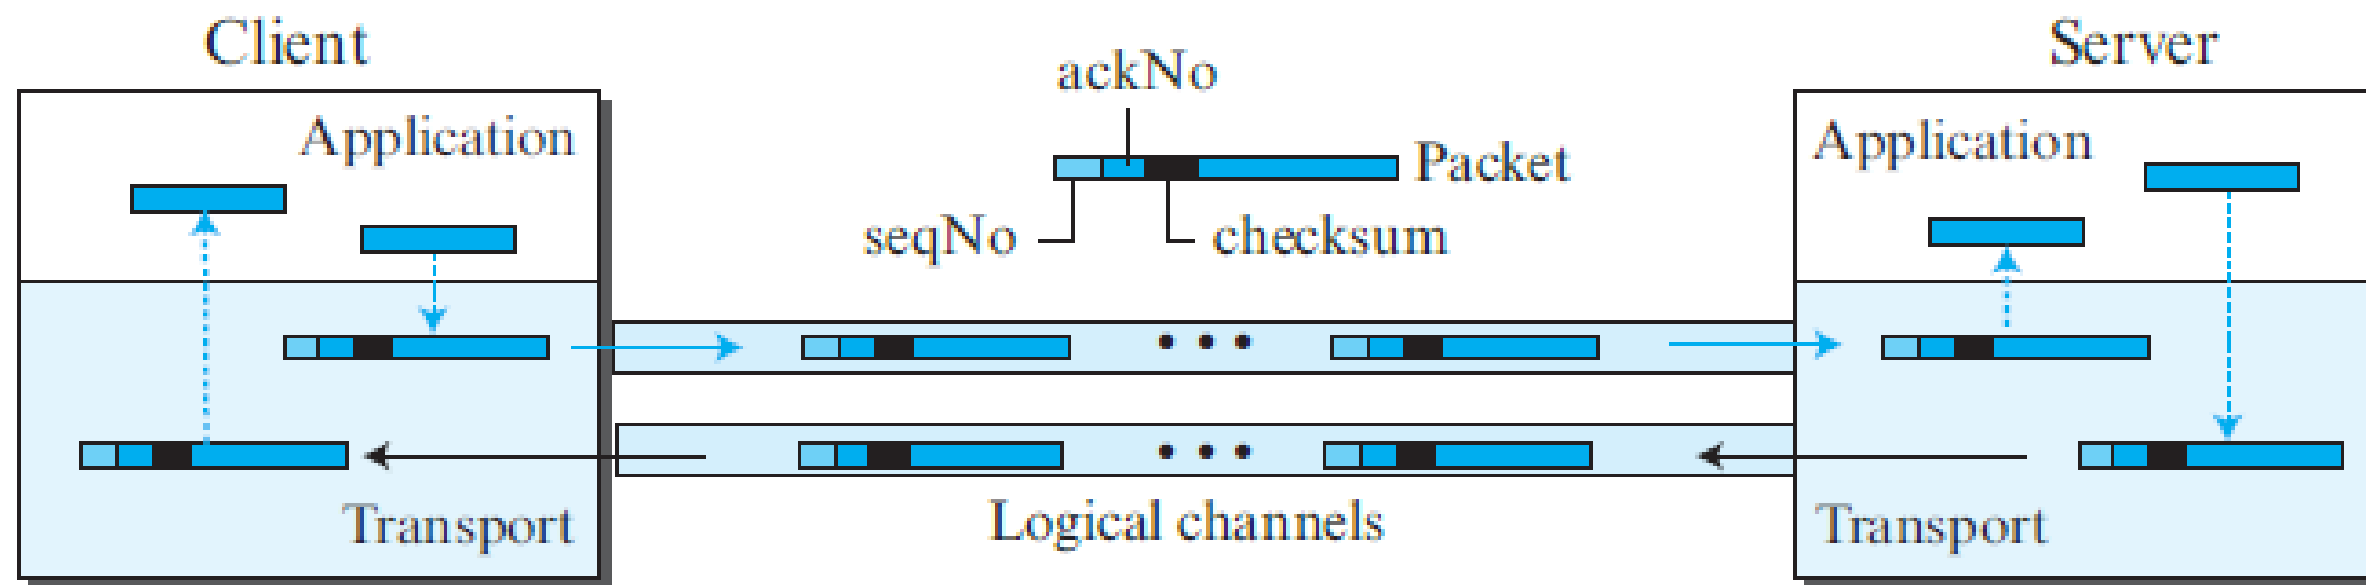 Client
Server
ackNo
Application
Application
Packet
seqNo
checksum
Logical channels
Transport
Transport